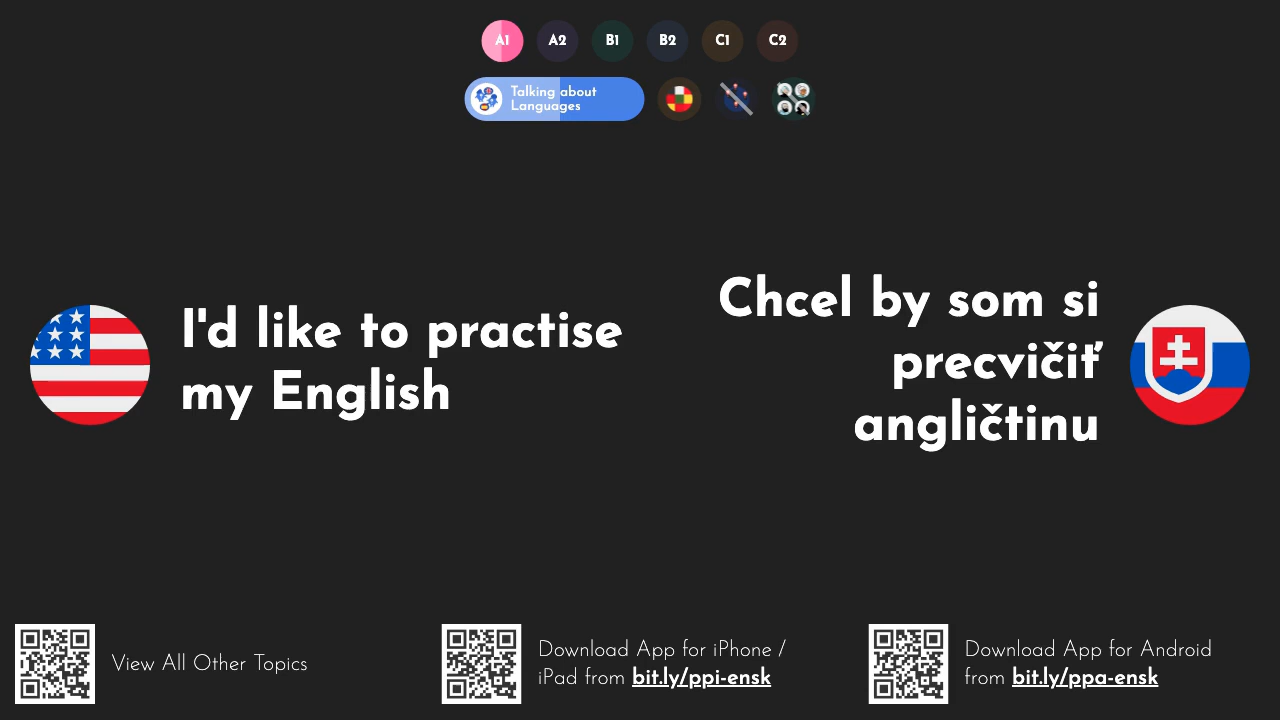 A1 A2 B1 B2 C1 C2
Talking about
Languages
I'd like to practise
my English
Chcel by som si
precvičiť
angličtinu
View All Other Topics
Download App for iPhone /
iPad from bit.ly/ppi-ensk
Download App for Android
from bit.ly/ppa-ensk